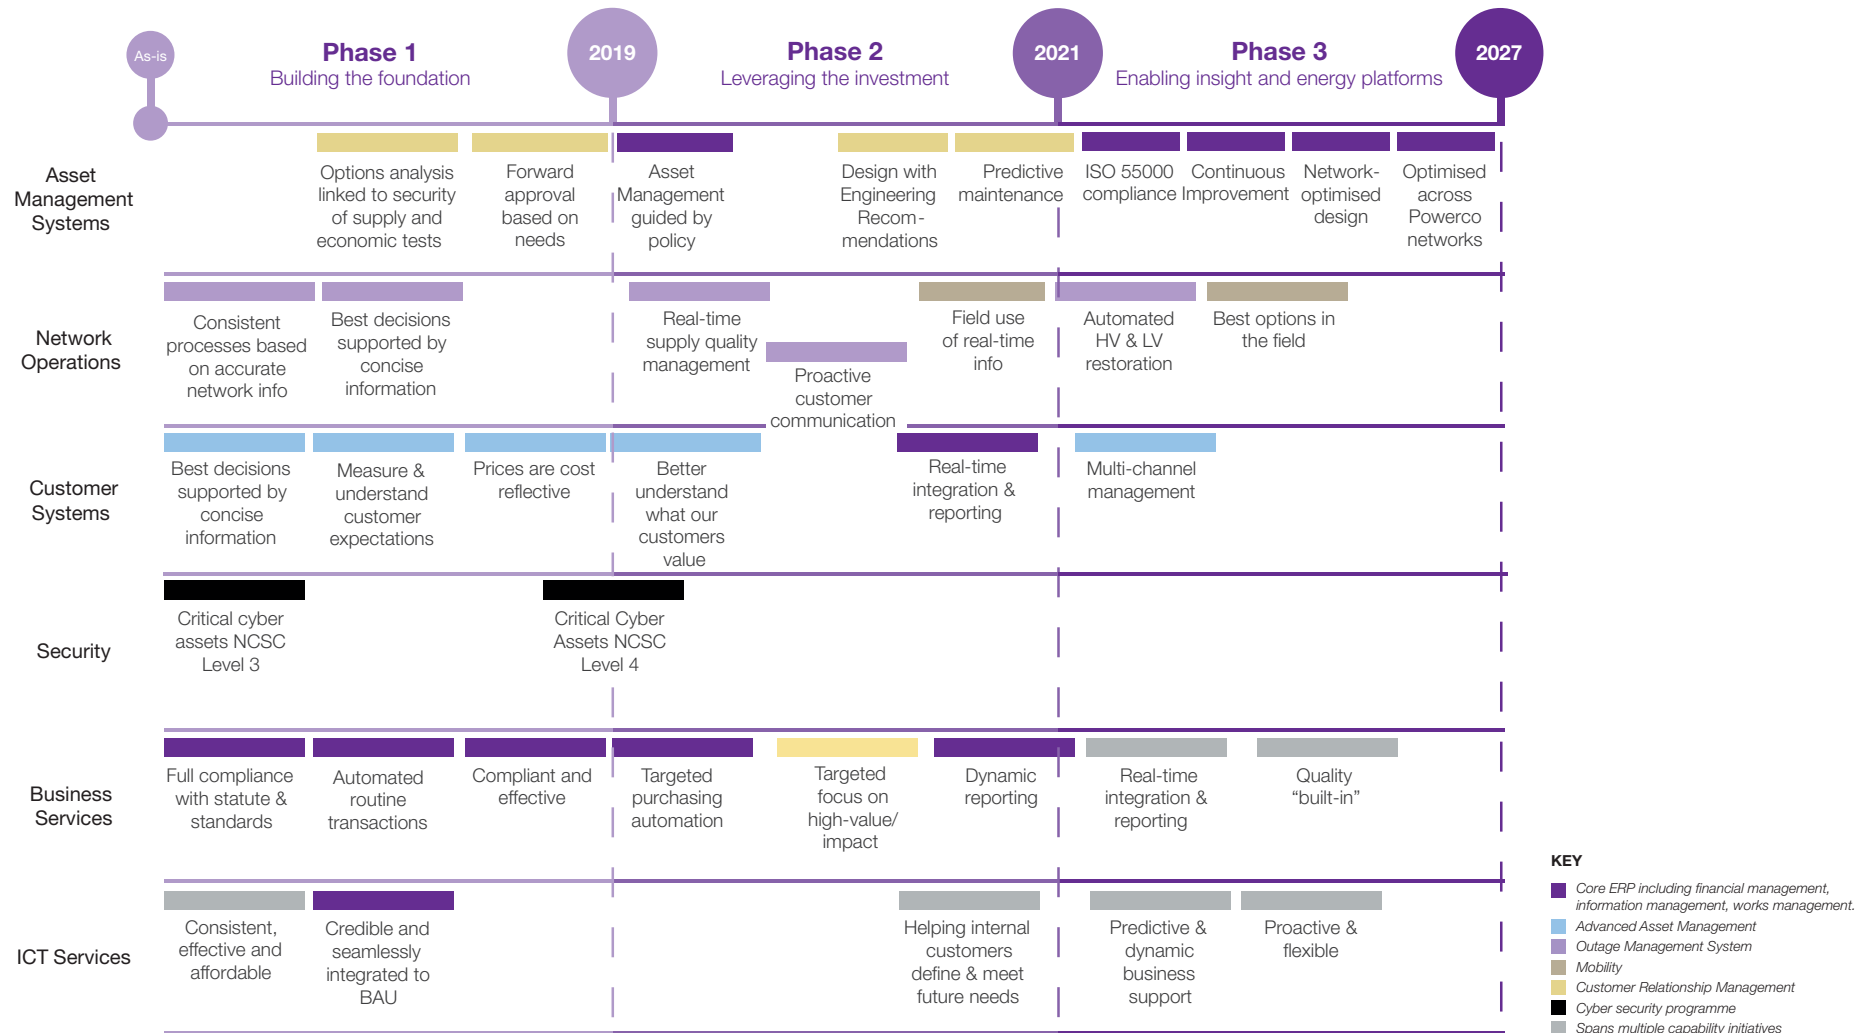 As-is
Phase 1
Building the foundation
2019
Phase 2
Leveraging the investment
2021
Phase 3
Enabling insight and energy platforms
2027
Asset
Management
Systems
Options analysis
linked to security
of supply and
economic tests
Forward
approval
based on
needs
Asset
Management
guided by
policy
Design with
Engineering
Recom-
mendations
Predictive
maintenance
ISO 55000
compliance
Continuous
Improvement
Network-
optimised
design
Optimised
across
Powerco
networks
Network
Operations
Consistent
processes based
on accurate
network info
Best decisions
supported by
concise
information
Real-time
supply quality
management
Proactive
customer
communication
Field use
of real-time
info
Automated
HV & LV
restoration
Best options in
the field
Customer
Systems
Best decisions
supported by
concise
information
Measure &
understand
customer
expectations
Prices are cost
reflective
Better
understand
what our
customers
value
Real-time
integration &
reporting
Multi-channel
management
Security
Critical cyber
assets NCSC
Level 3
Critical Cyber
Assets NCSC
Level 4
Business
Services
Full compliance
with statute &
standards
Automated
routine
transactions
Compliant and
effective
Targeted
purchasing
automation
Targeted
focus on
high-value/
impact
Dynamic
reporting
Real-time
integration &
reporting
Quality
“built-in”
ICT Services
Consistent,
effective and
affordable
Credible and
seamlessly
integrated to
BAU
Helping internal
customers
define & meet
future needs
Predictive &
dynamic
business
support
Proactive &
flexible
KEY
Core ERP including financial management,
information management, works management.
Advanced Asset Management
Outage Management System
Mobility
Customer Relationship Management
Cyber security programme
Spans multiple capability initiatives